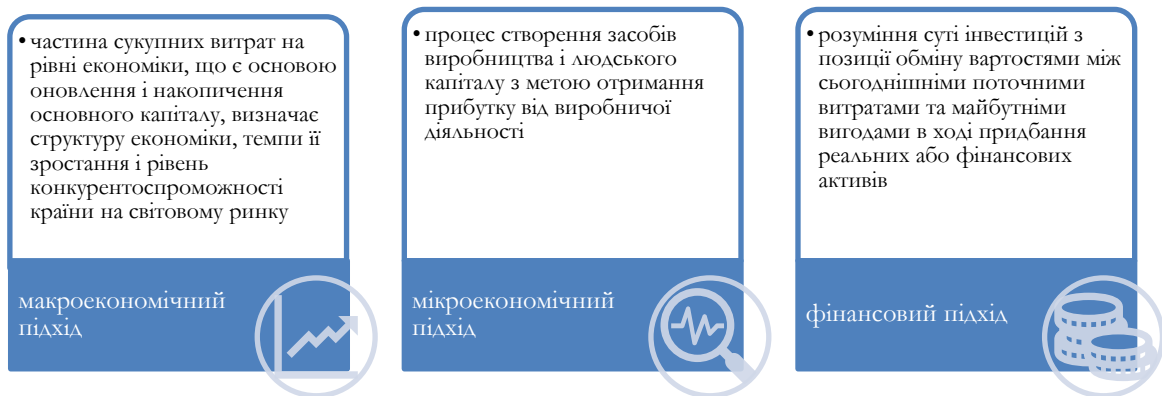 • частина сукупних витрат на
рівні економіки, що є основою
оновлення і накопичення
основного капіталу, визначає
структуру економіки, темпи її
зростання і рівень
конкурентоспроможності
країни на світовому ринку
макроекономічний
підхід
• процес створення засобів
виробництва і людського
капіталу з метою отримання
прибутку від виробничої
діяльності
мікроекономічний
підхід
• розуміння суті інвестицій з
позиції обміну вартостями між
сьогоднішніми поточними
витратами та майбутніми
вигодами в ході придбання
реальних або фінансових
активів
фінансовий підхід